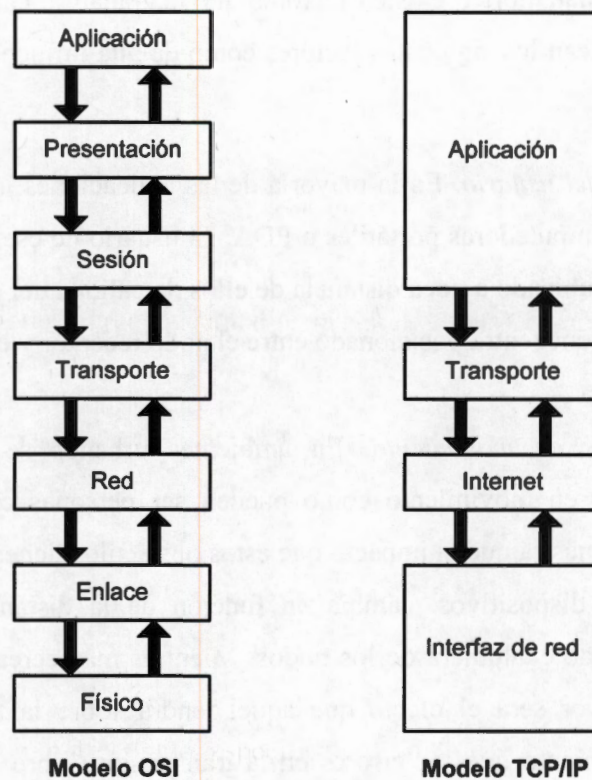 Aplicación
Presentación
Sesión
Transporte
Red
Enlace
Físico
Modelo OSI
Aplicación
Transporte
Internet
Interfaz de red
Modelo TCP/IP